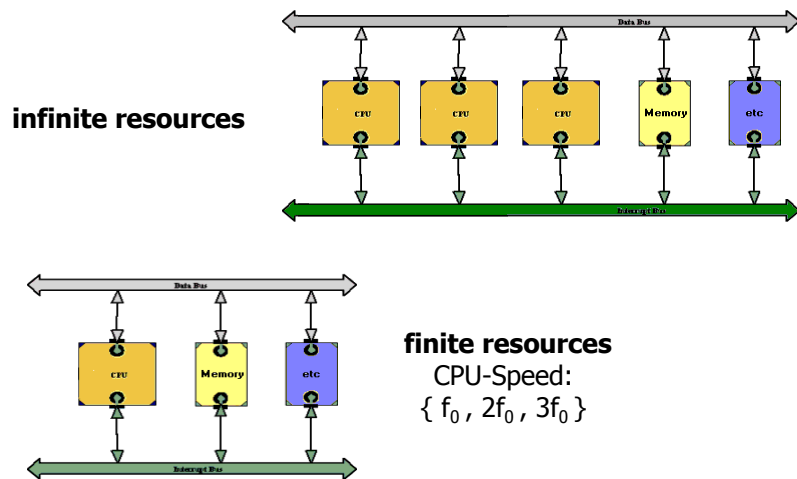 Data Bus
infinite resources
CPU
CPU
CPU
Memory
etc
Interrupt Bus
Data Bus
CPU
Memory
etc
Interrupt Bus
finite resources
CPU-Speed:
{ f₀ , 2f₀ , 3f₀ }